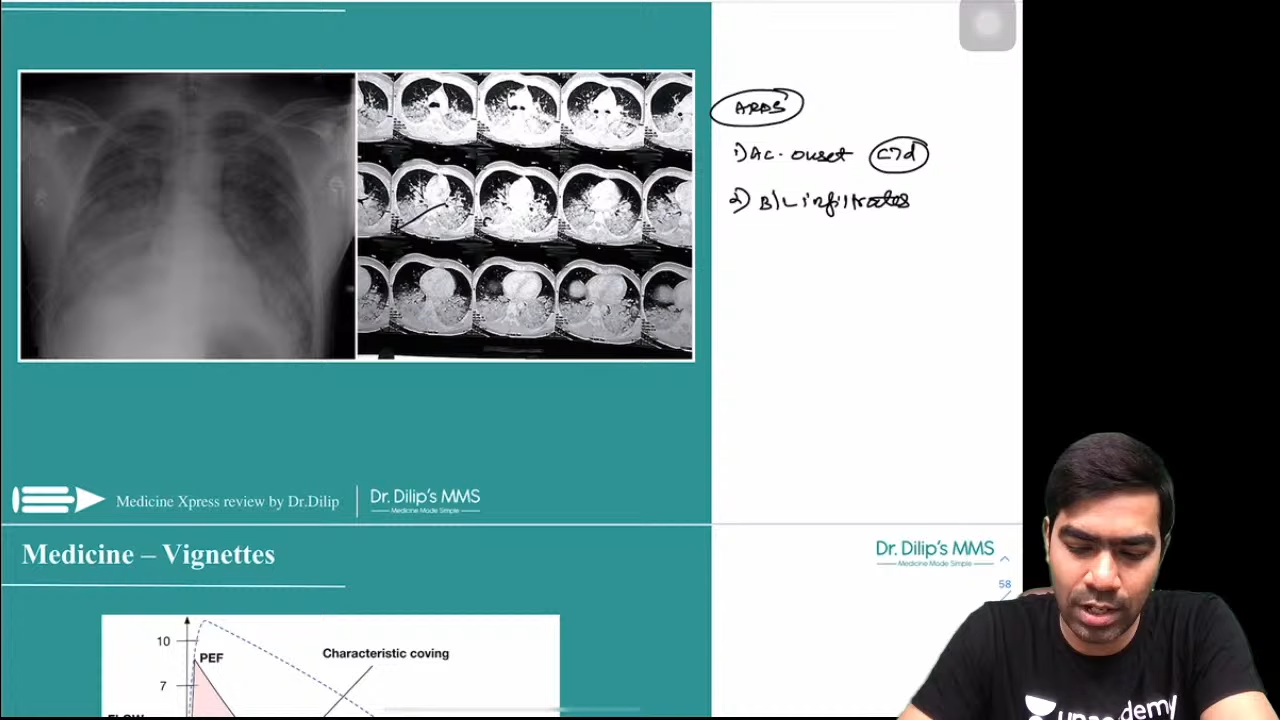 ARDS
1) Ac. onset <7d
2) B/L infiltrates
Medicine Xpress review by Dr.Dilip
Dr. Dilip's MMS
Medicine Made Simple
Medicine – Vignettes
Dr. Dilip's MMS
Medicine Made Simple
58
10
PEF
Characteristic coving
7